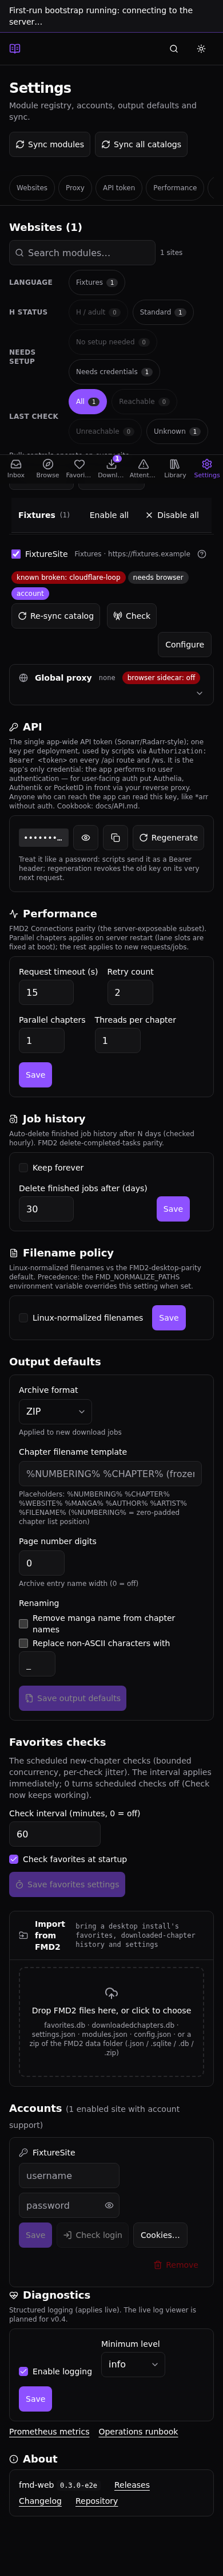 First-run bootstrap running: connecting to the
server…
Settings
Module registry, accounts, output defaults and
sync.
Sync modules
Sync all catalogs
Websites
Proxy
API token
Performance
Websites (1)
Search modules…
1 sites
LANGUAGE
Fixtures 1
H STATUS
H / adult 0
Standard 1
NEEDS
SETUP
No setup needed 0
Needs credentials 1
LAST CHECK
All 1
Reachable 0
Unreachable 0
Unknown 1
Inbox
Browse
Favori…
1
Downl…
Attent…
Library
Settings
Fixtures (1)
Enable all
Disable all
FixtureSite
Fixtures · https://fixtures.example
known broken: cloudflare-loop
needs browser
account
Re-sync catalog
Check
Configure
Global proxy
none
browser sidecar: off
API
The single app-wide API token (Sonarr/Radarr-style); one
key per deployment, used by scripts via Authorization:
Bearer <token> on every /api route and /ws. It is the
app's only credential: the app performs no user
authentication — for user-facing auth put Authelia,
Authentik or PocketID in front via your reverse proxy.
Anyone who can reach the app can read its key, like *arr
without auth. Cookbook: docs/API.md.
•••••••…
Regenerate
Treat it like a password: scripts send it as a Bearer
header; regeneration revokes the old key on its very
next request.
Performance
FMD2 Connections parity (the server-exposeable subset).
Parallel chapters applies on server restart (lane slots are
fixed at boot); the rest applies to new requests/jobs.
Request timeout (s)
Retry count
15
2
Parallel chapters
Threads per chapter
1
1
Save
Job history
Auto-delete finished job history after N days (checked
hourly). FMD2 delete-completed-tasks parity.
Keep forever
Delete finished jobs after (days)
30
Save
Filename policy
Linux-normalized filenames vs the FMD2-desktop-parity
default. Precedence: the FMD_NORMALIZE_PATHS
environment variable overrides this setting when set.
Linux-normalized filenames
Save
Output defaults
Archive format
ZIP
Applied to new download jobs
Chapter filename template
%NUMBERING% %CHAPTER% (frozen
Placeholders: %NUMBERING% %CHAPTER%
%WEBSITE% %MANGA% %AUTHOR% %ARTIST%
%FILENAME% (%NUMBERING% = zero-padded
chapter list position)
Page number digits
0
Archive entry name width (0 = off)
Renaming
Remove manga name from chapter
names
Replace non-ASCII characters with
_
Save output defaults
Favorites checks
The scheduled new-chapter checks (bounded
concurrency, per-check jitter). The interval applies
immediately; 0 turns scheduled checks off (Check
now keeps working).
Check interval (minutes, 0 = off)
60
Check favorites at startup
Save favorites settings
Import
from
FMD2
bring a desktop install's
favorites, downloaded-chapter
history and settings
Drop FMD2 files here, or click to choose
favorites.db · downloadedchapters.db ·
settings.json · modules.json · config.json · or a
zip of the FMD2 data folder (.json / .sqlite / .db /
.zip)
Accounts (1 enabled site with account
support)
FixtureSite
username
password
Save
Check login
Cookies…
Remove
Diagnostics
Structured logging (applies live). The live log viewer is
planned for v0.4.
Enable logging
Minimum level
info
Save
Prometheus metrics
Operations runbook
About
fmd-web 0.3.0-e2e
Releases
Changelog
Repository